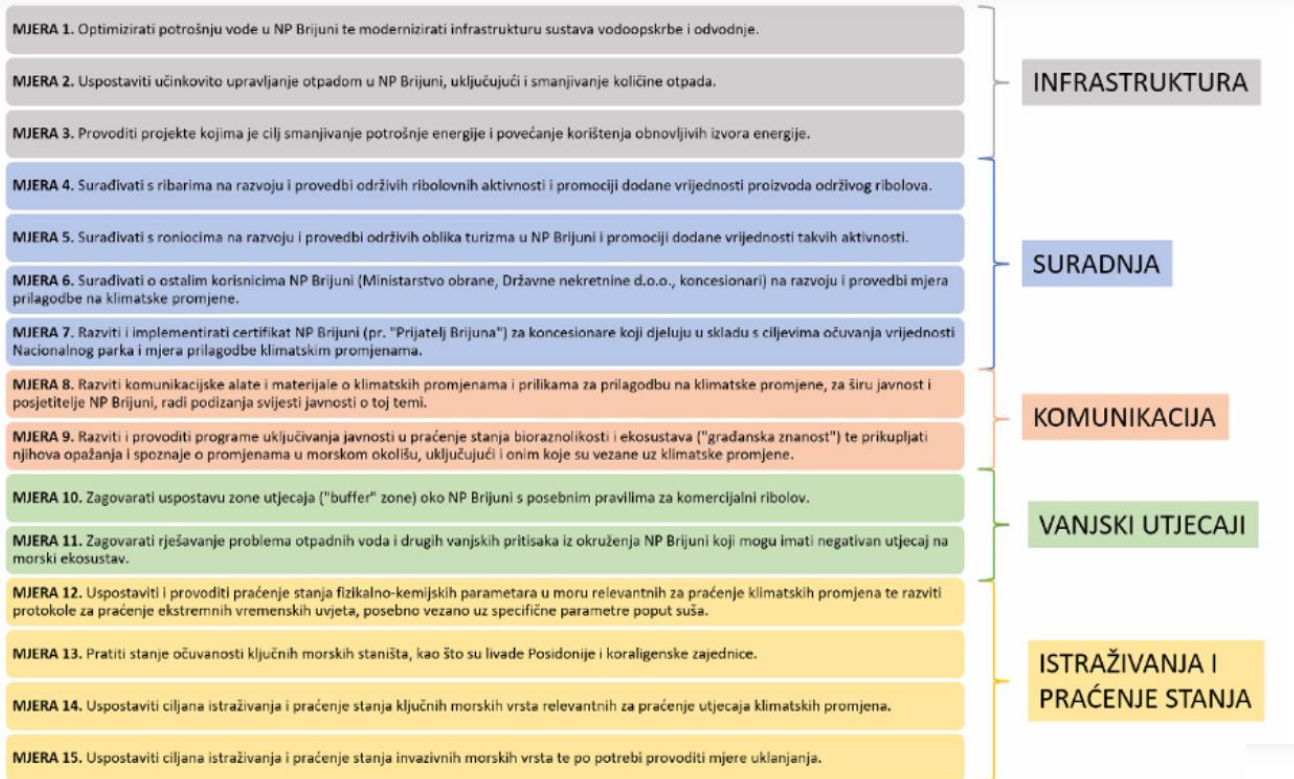 MJERA 1. Optimizirati potrošnju vode u NP Brijuni te modernizirati infrastrukturu sustava vodoopskrbe i odvodnje.
MJERA 2. Uspostaviti učinkovito upravljanje otpadom u NP Brijuni, uključujući i smanjivanje količine otpada.
MJERA 3. Provoditi projekte kojima je cilj smanjivanje potrošnje energije i povećanje korištenja obnovljivih izvora energije.
INFRASTRUKTURA
MJERA 4. Surađivati s ribarima na razvoju i provedbi održivih ribolovnih aktivnosti i promociji dodane vrijednosti proizvoda održivog ribolova.
MJERA 5. Surađivati s roniocima na razvoju i provedbi održivih oblika turizma u NP Brijuni i promociji dodane vrijednosti takvih aktivnosti.
MJERA 6. Surađivati o ostalim korisnicima NP Brijuni (Ministarstvo obrane, Državne nekretnine d.o.o., koncesionari) na razvoju i provedbi mjera
prilagodbe na klimatske promjene.
MJERA 7. Razviti i implementirati certifikat NP Brijuni (pr. "Prijatelj Brijuna") za koncesionare koji djeluju u skladu s ciljevima očuvanja vrijednosti
Nacionalnog parka i mjera prilagodbe klimatskim promjenama.
SURADNJA
MJERA 8. Razviti komunikacijske alate i materijale o klimatskih promjenama i prilikama za prilagodbu na klimatske promjene, za širu javnost i
posjetitelje NP Brijuni, radi podizanja svijesti javnosti o toj temi.
MJERA 9. Razviti i provoditi programe uključivanja javnosti u praćenje stanja bioraznolikosti i ekosustava ("građanska znanost") te prikupljati
njihova opažanja i spoznaje o promjenama u morskom okolišu, uključujući i onim koje su vezane uz klimatske promjene.
KOMUNIKACIJA
MJERA 10. Zagovarati uspostavu zone utjecaja ("buffer" zone) oko NP Brijuni s posebnim pravilima za komercijalni ribolov.
MJERA 11. Zagovarati rješavanje problema otpadnih voda i drugih vanjskih pritisaka iz okruženja NP Brijuni koji mogu imati negativan utjecaj na
morski ekosustav.
VANJSKI UTJECAJI
MJERA 12. Uspostaviti i provoditi praćenje stanja fizikalno-kemijskih parametara u moru relevantnih za praćenje klimatskih promjena te razviti
protokole za praćenje ekstremnih vremenskih uvjeta, posebno vezano uz specifične parametre poput suša.
MJERA 13. Pratiti stanje očuvanosti ključnih morskih staništa, kao što su livade Posidonije i koraligenske zajednice.
MJERA 14. Uspostaviti ciljana istraživanja i praćenje stanja ključnih morskih vrsta relevantnih za praćenje utjecaja klimatskih promjena.
MJERA 15. Uspostaviti ciljana istraživanja i praćenje stanja invazivnih morskih vrsta te po potrebi provoditi mjere uklanjanja.
ISTRAŽIVANJA I
PRAĆENJE STANJA